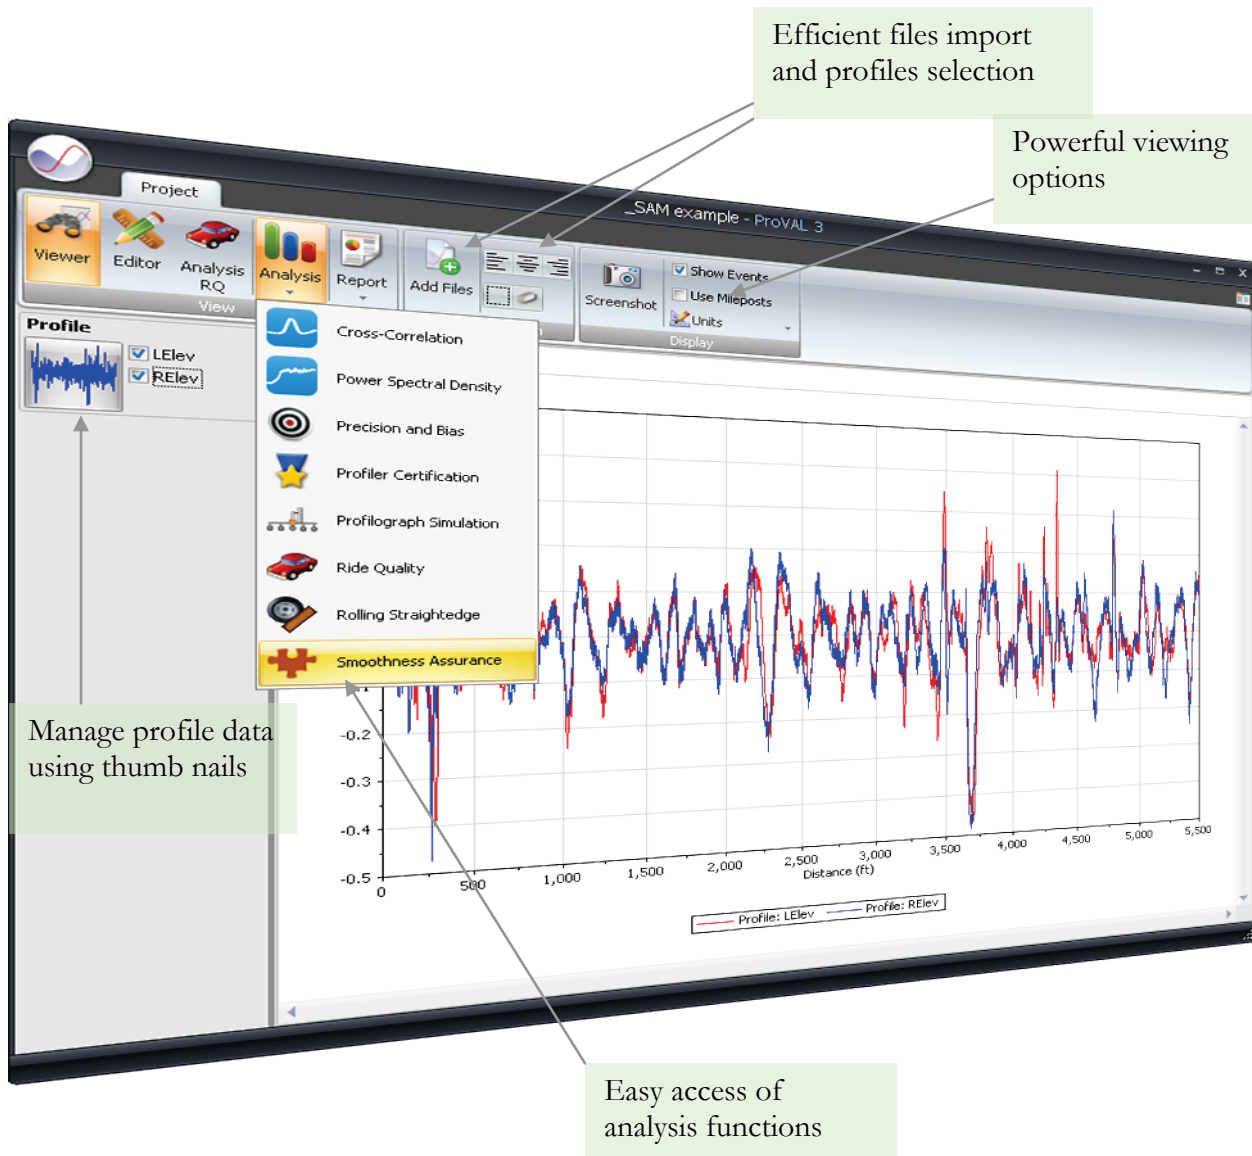 Efficient files import
and profiles selection
Powerful viewing
options
_SAM example - ProVAL 3
Project
Viewer
Editor
Analysis
RQ
Analysis
Report
Add Files
Screenshot
Show Events
Use Mileposts
Units
View
Display
Profile
LElev
RElev
Cross-Correlation
Power Spectral Density
Precision and Bias
Profiler Certification
Profilograph Simulation
Ride Quality
Rolling Straightedge
Smoothness Assurance
-0.2
-0.3
-0.4
-0.5
0
500
1,000
1,500
2,000
2,500
3,000
3,500
4,000
4,500
5,000
5,500
Distance (ft)
Profile: LElev
Profile: RElev
Manage profile data
using thumb nails
Easy access of
analysis functions